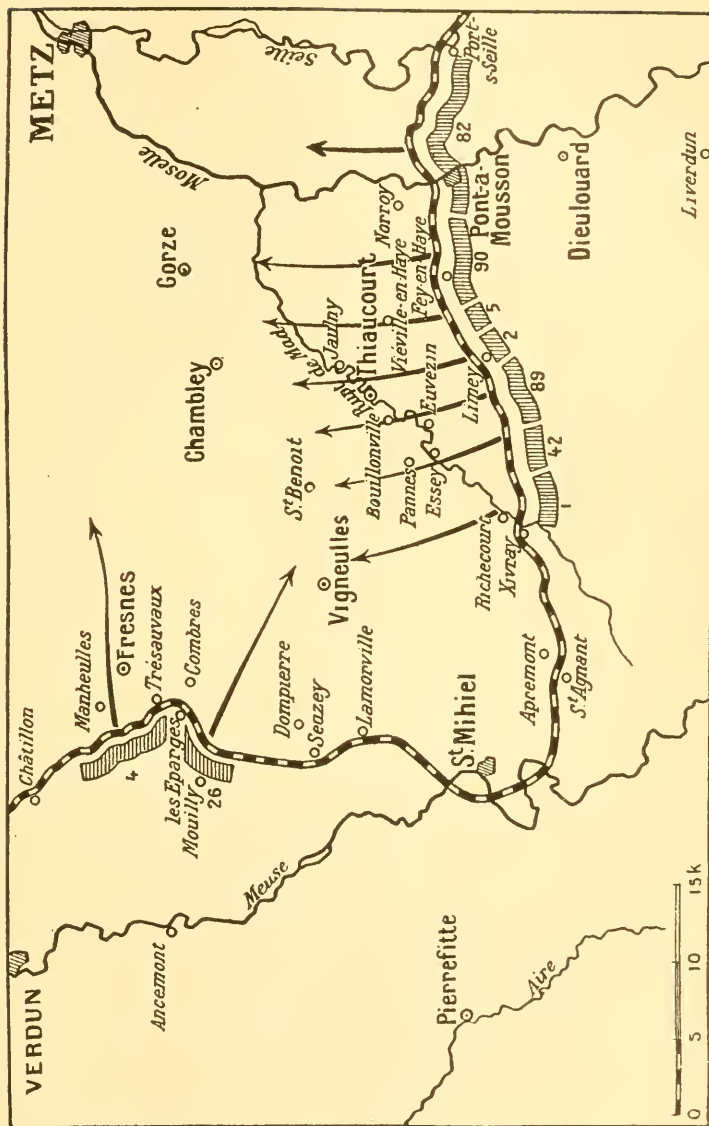 METZ
VERDUN
Châtillon
Manheulles
Fresnes
Trésauvaux
Combres
4
les Eparges
Mouilly
26
Ancemont
Meuse
Dompierre
Seuzey
Lamorville
Vigneulles
St. Benoit
Chambley
Gorze
Moselle
Seille
Port-
s-Seille
82
Pont-à-
Mousson
Norroy
Viéville-en-Haye
Fey-en-Haye
90
5
2
Limey
89
42
1
Jaulny
Rupt
de Mad
Thiaucourt
Bouillonville
Euvezin
Pannes
Essey
Richecourt
Xivray
Apremont
St. Agnant
St. Mihiel
Dieulouard
Liverdun
Pierrefitte
Aire
0 5 10 15k